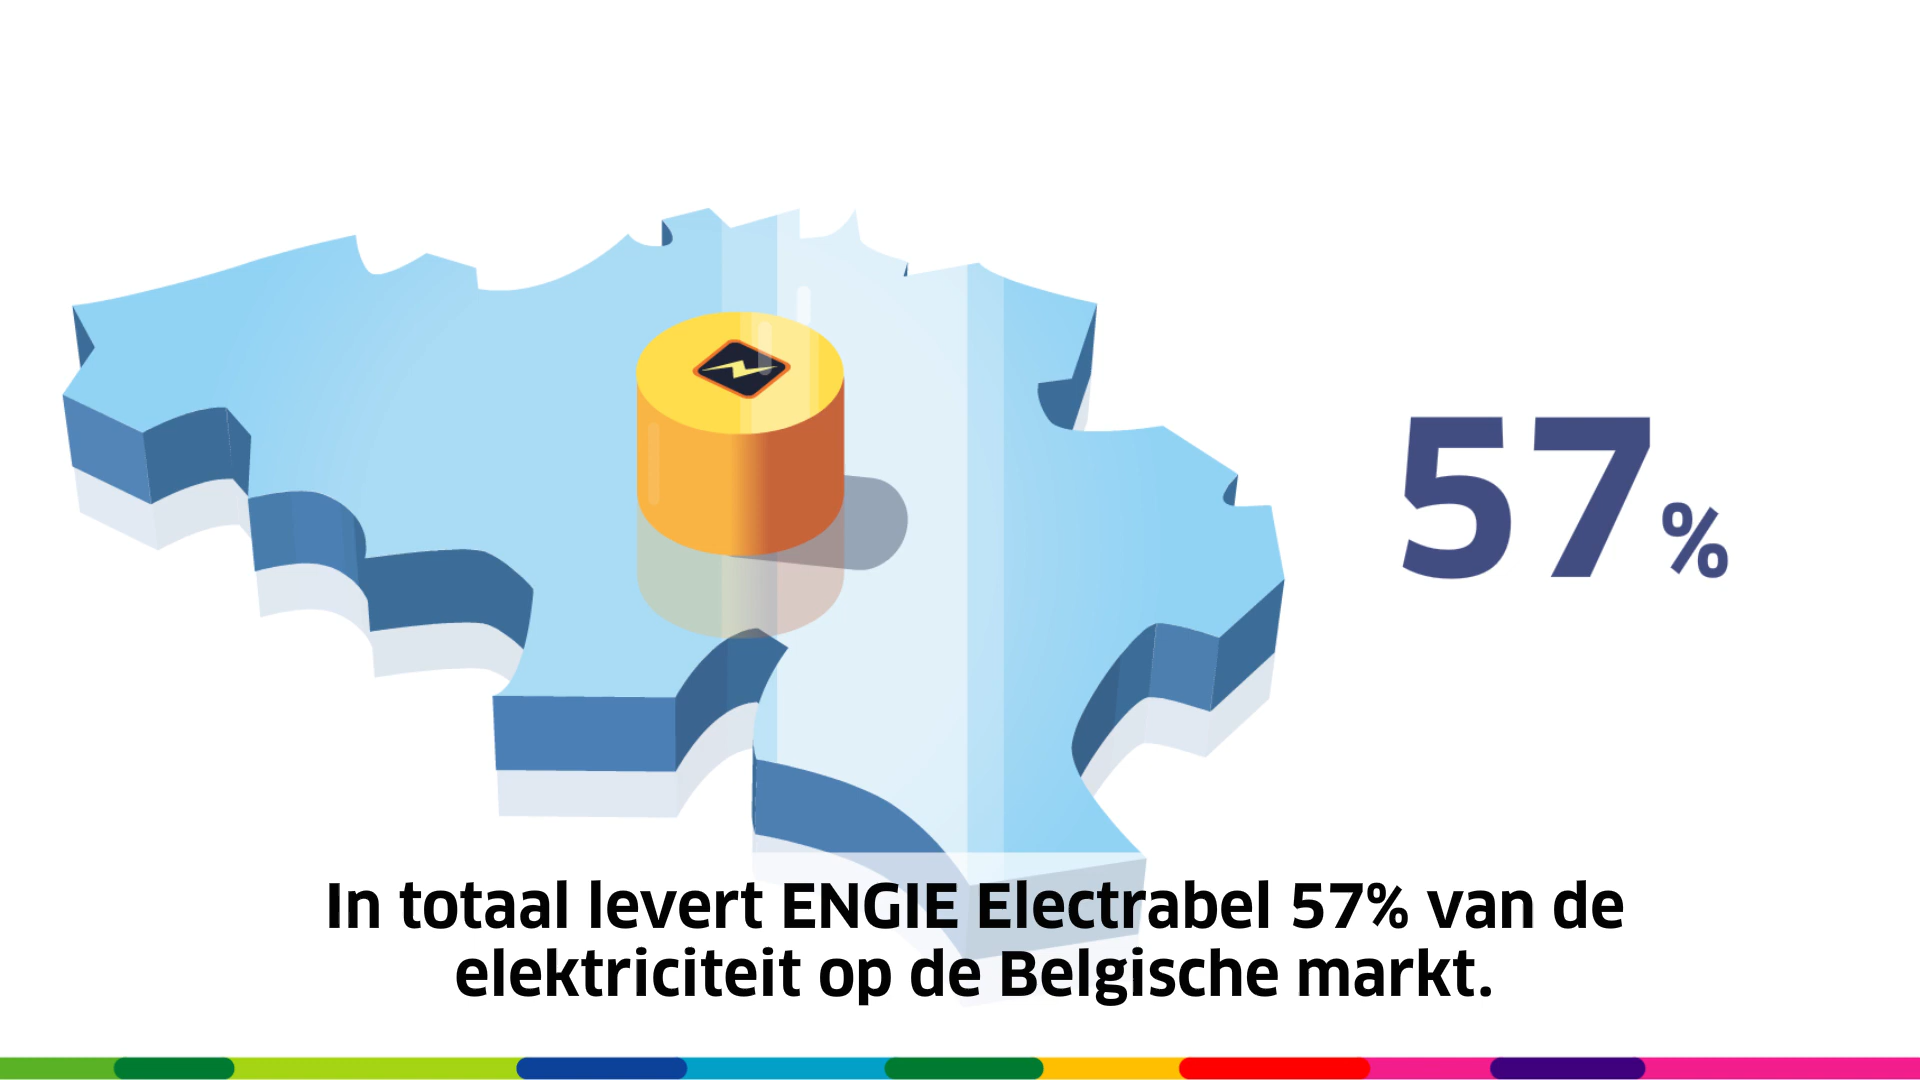 57%
In totaal levert ENGIE Electrabel 57% van de
elektriciteit op de Belgische markt.